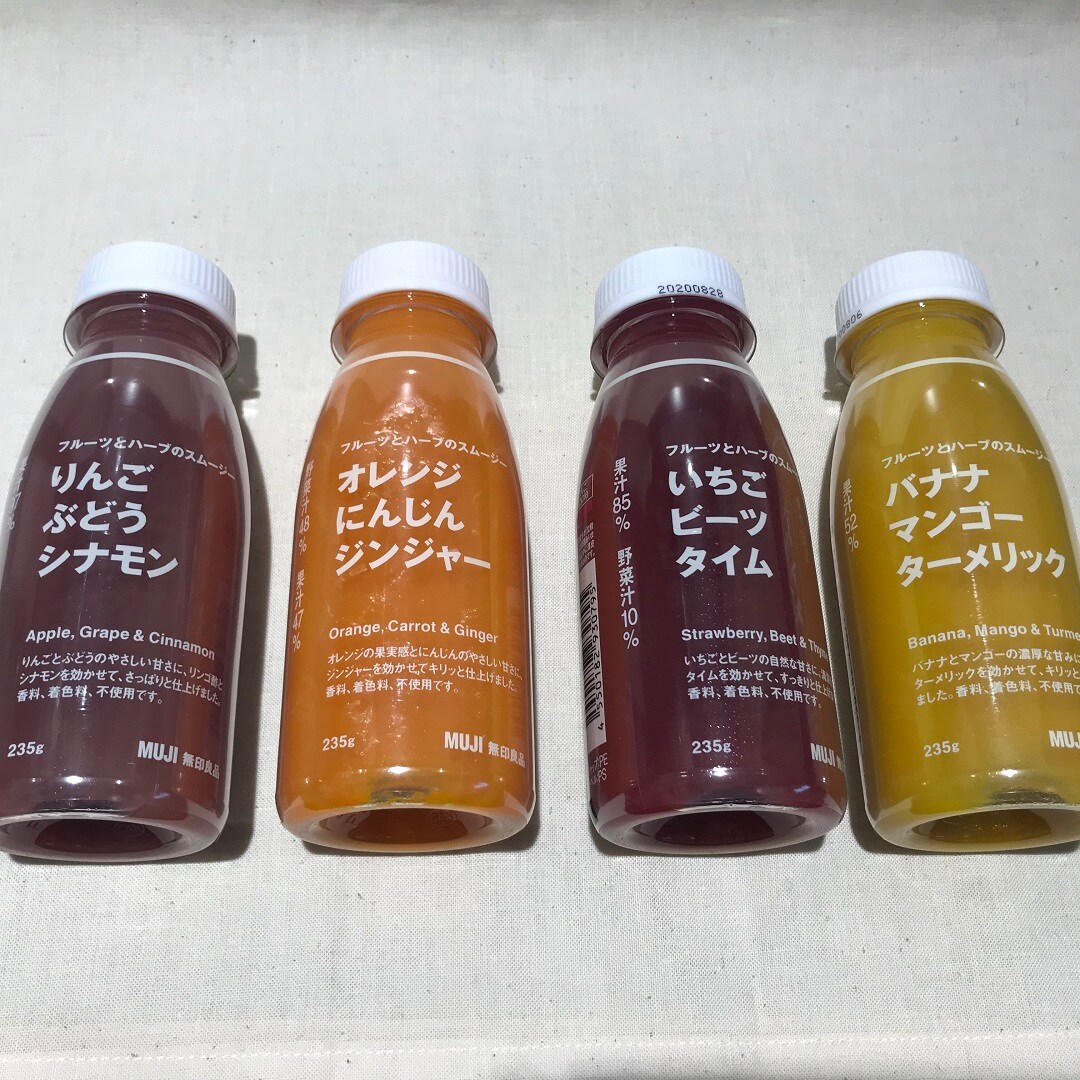 フルーツとハーブのスムージー
りんご
ぶどう
シナモン
Apple, Grape & Cinnamon
りんごとぶどうのやさしい甘さに、リンゴ酢と
シナモンを効かせて、さっぱりと仕上げました。
香料、着色料、不使用です。
235g
MUJI 無印良品
フルーツとハーブのスムージー
オレンジ
にんじん
ジンジャー
野菜汁48% 果汁47%
Orange, Carrot & Ginger
オレンジの果実感とにんじんのやさしい甘さに、
ジンジャーを効かせてキリッと仕上げました。
香料、着色料、不使用です。
235g
MUJI 無印良品
20200828
フルーツとハーブのスム
いちご
ビーツ
タイム
果汁85% 野菜汁10%
Strawberry, Beet & Thy
いちごとビーツの自然な甘さに、
タイムを効かせて、すっきりと仕上げ
香料、着色料、不使用です。
235g
MUJI
4 550182 930795
0806
フルーツとハーブのスムージー
バナナ
マンゴー
ターメリック
果汁52%
Banana, Mango & Turme
バナナとマンゴーの濃厚な甘みに
ターメリックを効かせて、キリッと
ました。香料、着色料、不使用
235g
MUJ